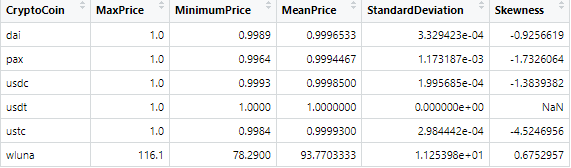 CryptoCoin MaxPrice MinimumPrice MeanPrice StandardDeviation Skewness
dai 1.0 0.9989 0.9996533 3.329423e-04 -0.9256619
pax 1.0 0.9964 0.9994467 1.173187e-03 -1.7326064
usdc 1.0 0.9993 0.9998500 1.995685e-04 -1.3839382
usdt 1.0 1.0000 1.0000000 0.000000e+00 NaN
ustc 1.0 0.9984 0.9999300 2.984442e-04 -4.5246956
wluna 116.1 78.2900 93.7703333 1.125398e+01 0.6752957